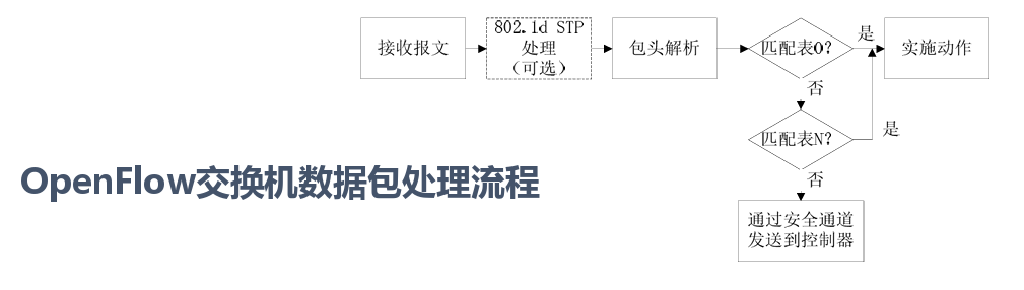 接收报文
802.1d STP
处理
（可选）
包头解析
匹配表0?
是
实施动作
否
匹配表N?
是
否
通过安全通道
发送到控制器
OpenFlow交换机数据包处理流程